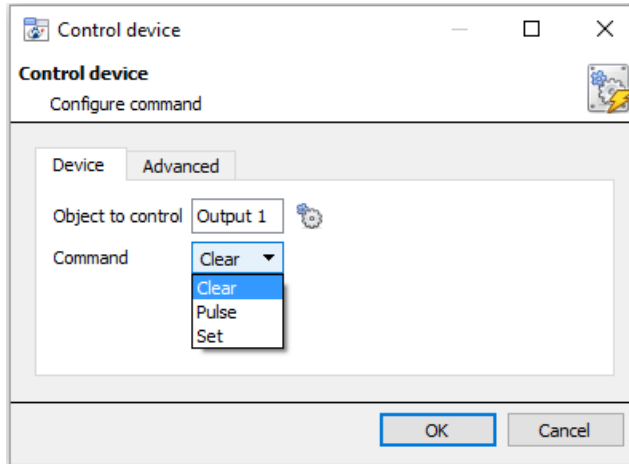 Control device
Control device
Configure command
Device Advanced
Object to control Output 1
Command Clear
Clear
Pulse
Set
OK Cancel